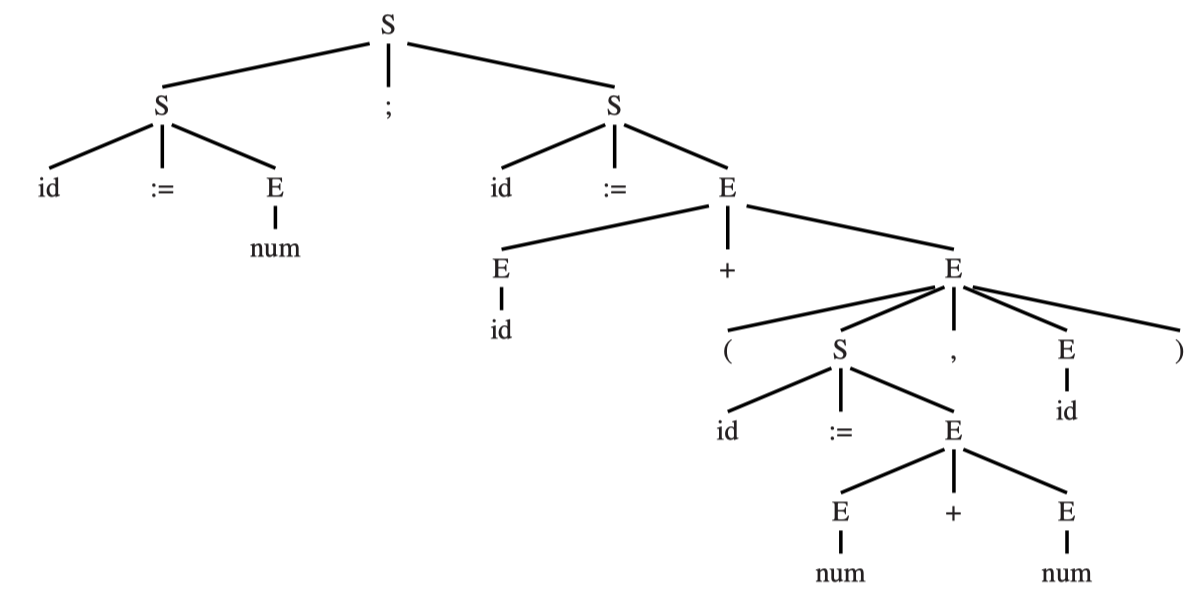 S
S ; S
id := E id := E
num
E + E
id
( S , E )
id
id := E
E + E
num num